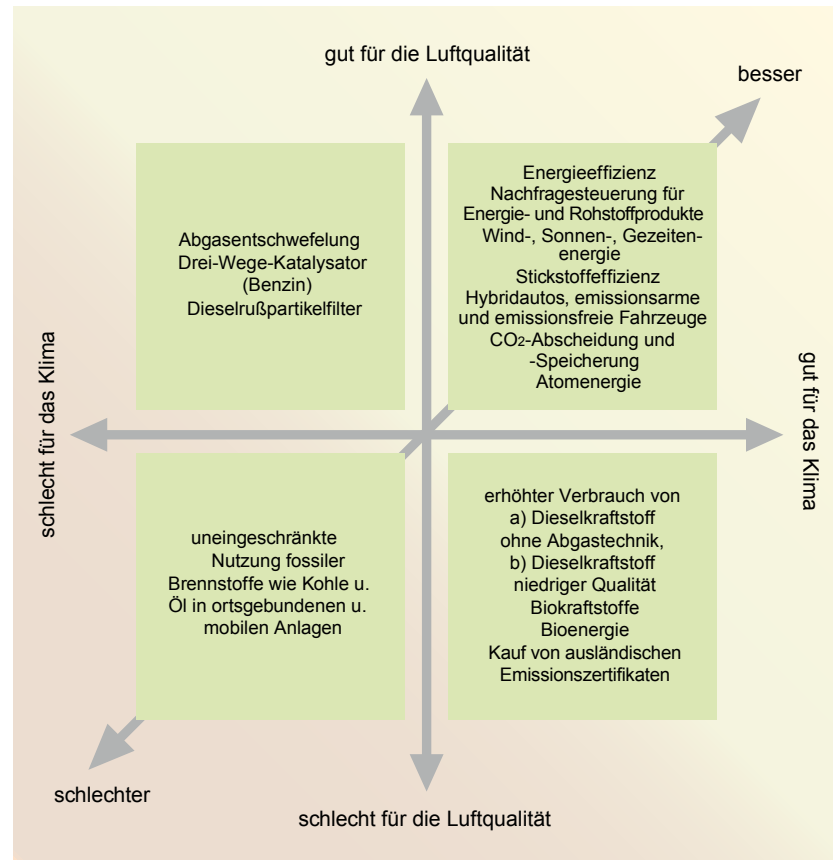 gut für die Luftqualität
besser
Abgasentschwefelung
Drei-Wege-Katalysator
(Benzin)
Dieselrußpartikelfilter
Energieeffizienz
Nachfragesteuerung für
Energie- und Rohstoffprodukte
Wind-, Sonnen-, Gezeiten-
energie
Stickstoffeffizienz
Hybridautos, emissionsarme
und emissionsfreie Fahrzeuge
CO2-Abscheidung und
-Speicherung
Atomenergie
schlecht für das Klima
gut für das Klima
uneingeschränkte
Nutzung fossiler
Brennstoffe wie Kohle u.
Öl in ortsgebundenen u.
mobilen Anlagen
erhöhter Verbrauch von
a) Dieselkraftstoff
ohne Abgastechnik,
b) Dieselkraftstoff
niedriger Qualität
Biokraftstoffe
Bioenergie
Kauf von ausländischen
Emissionszertifikaten
schlechter
schlecht für die Luftqualität